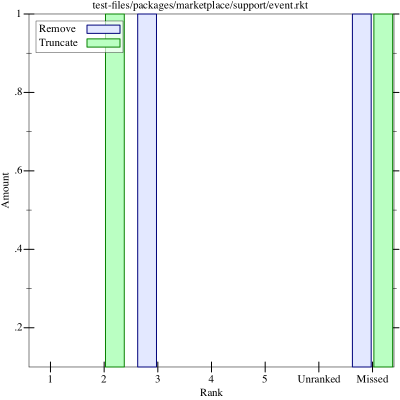 test-files/packages/marketplace/support/event.rkt
Remove
Truncate
Amount
1
.8
.6
.4
.2
1 2 3 4 5 Unranked Missed
Rank